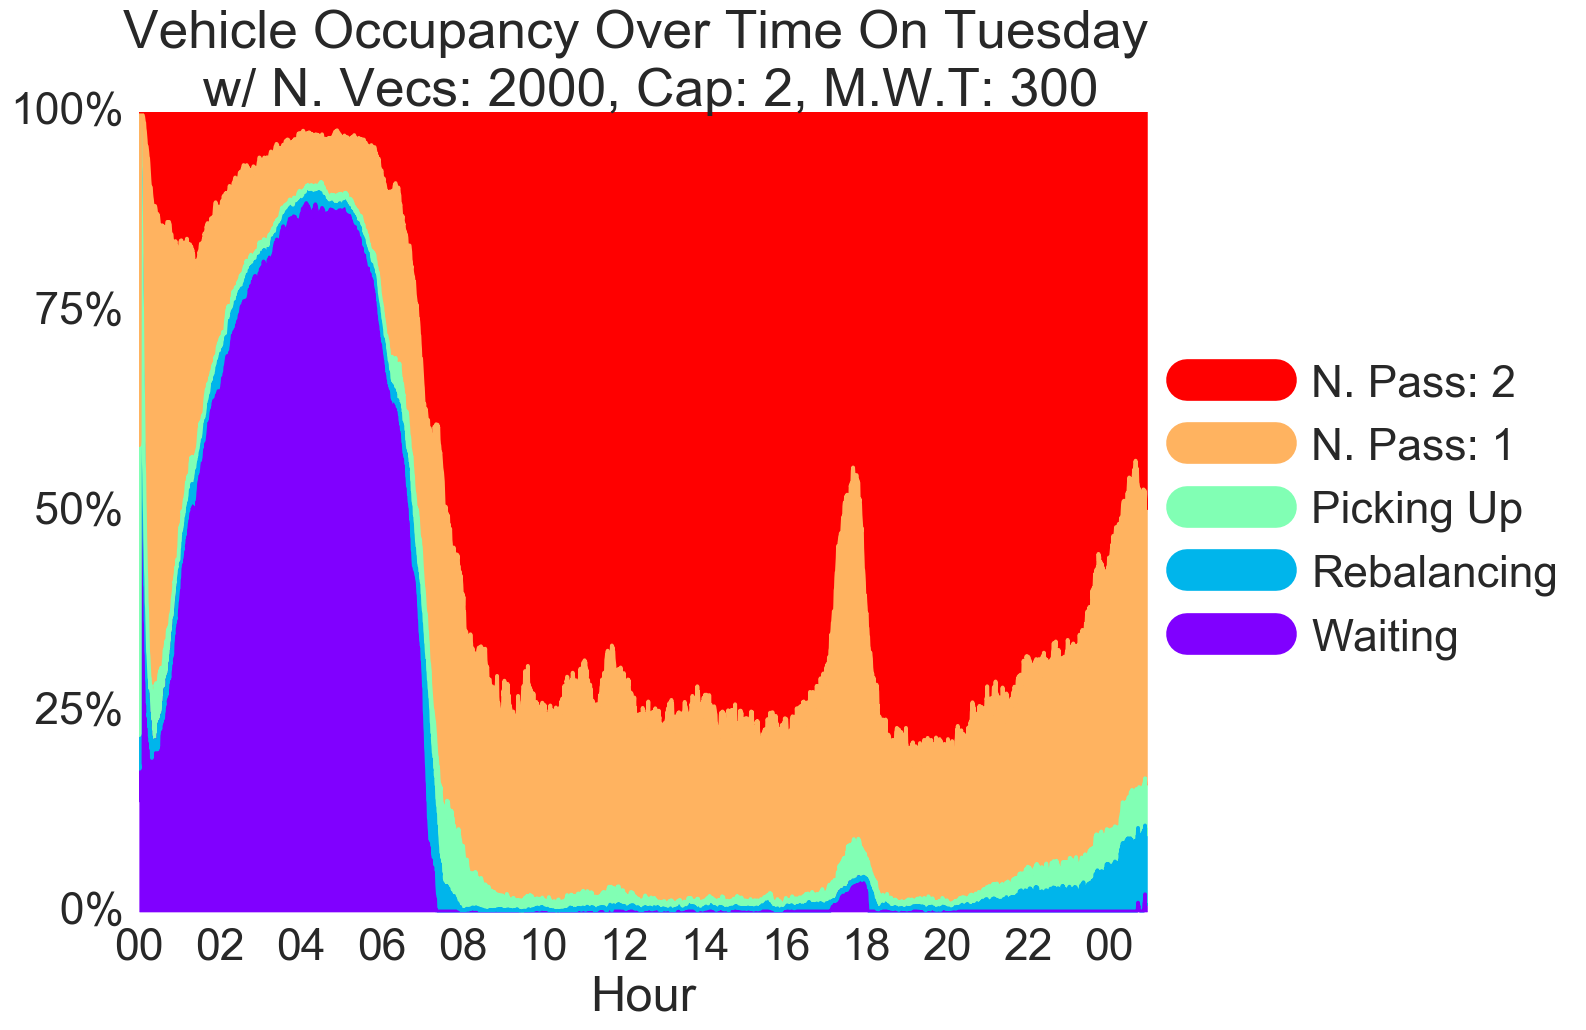 Vehicle Occupancy Over Time On Tuesday
w/ N. Vecs: 2000, Cap: 2, M.W.T: 300
100%
75%
50%
25%
0%
00 02 04 06 08 10 12 14 16 18 20 22 00
Hour
N. Pass: 2
N. Pass: 1
Picking Up
Rebalancing
Waiting